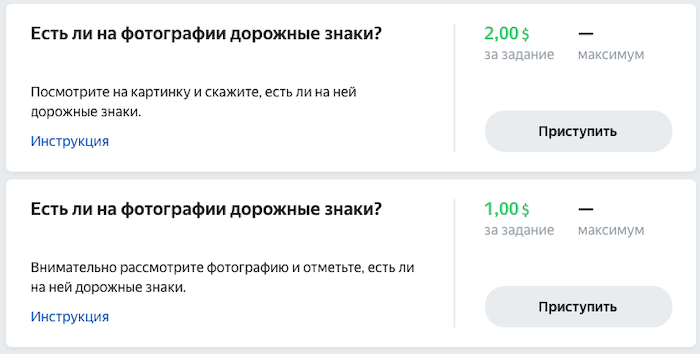 Есть ли на фотографии дорожные знаки?
2,00 $
—
за задание
максимум
Посмотрите на картинку и скажите, есть ли на ней
дорожные знаки.
Инструкция
Приступить
Есть ли на фотографии дорожные знаки?
1,00 $
—
за задание
максимум
Внимательно рассмотрите фотографию и отметьте, есть ли
на ней дорожные знаки.
Инструкция
Приступить